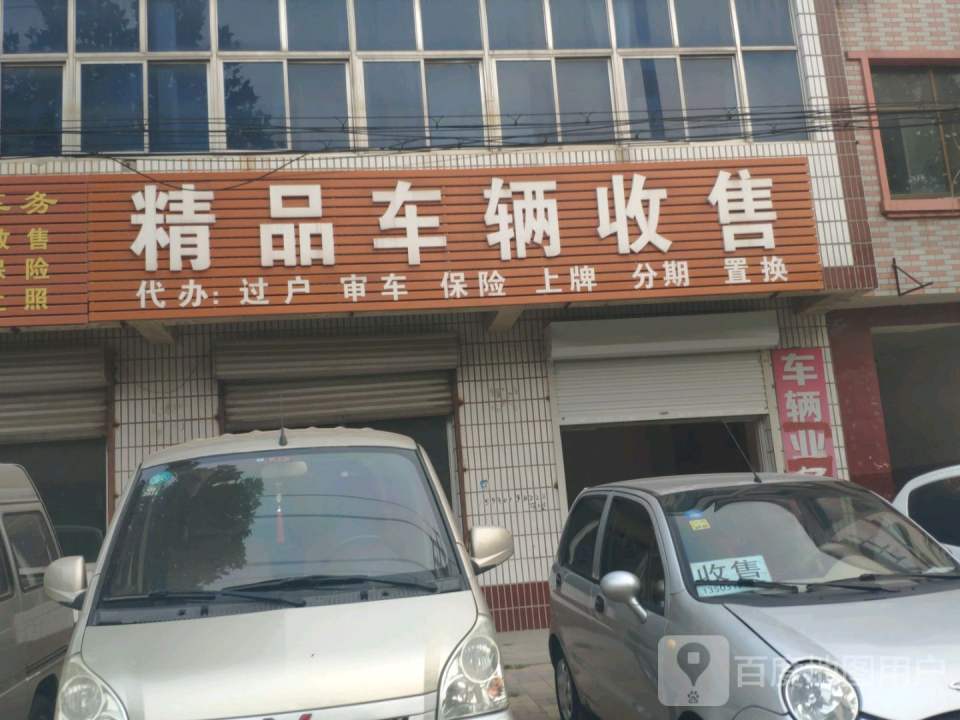 精品车辆收售
代办: 过户 审车 保险 上牌 分期 置换
务
售
保险
照
车辆业务
收售
百度地图用户